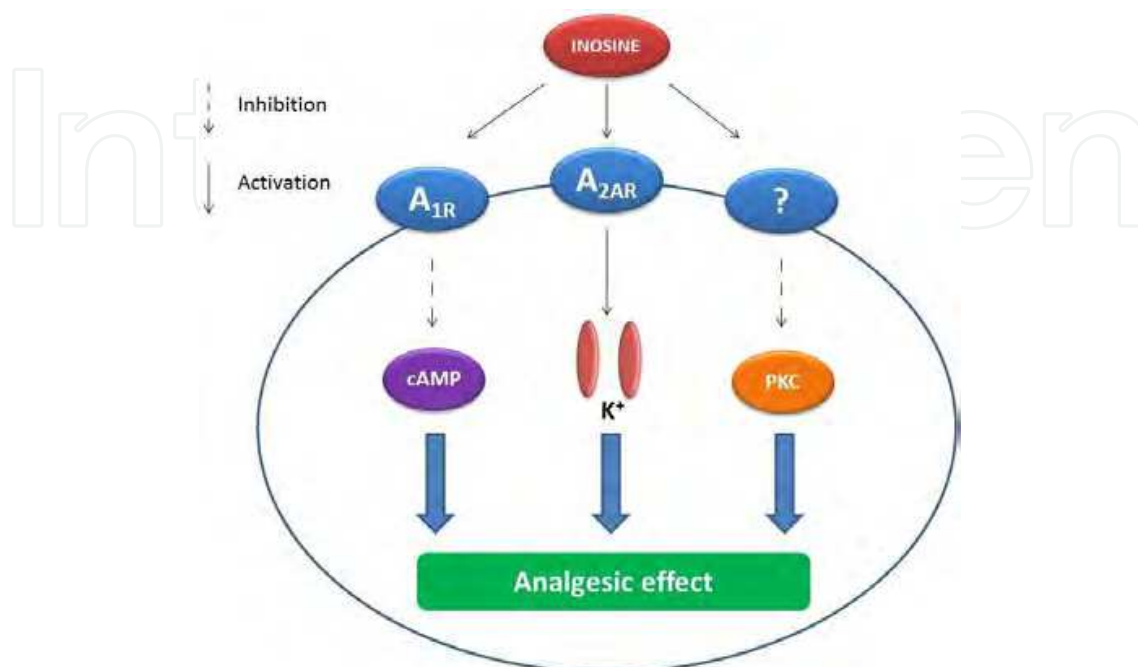 INOSINE
Inhibition
Activation
A1R
A2AR
?
cAMP
K+
PKC
Analgesic effect